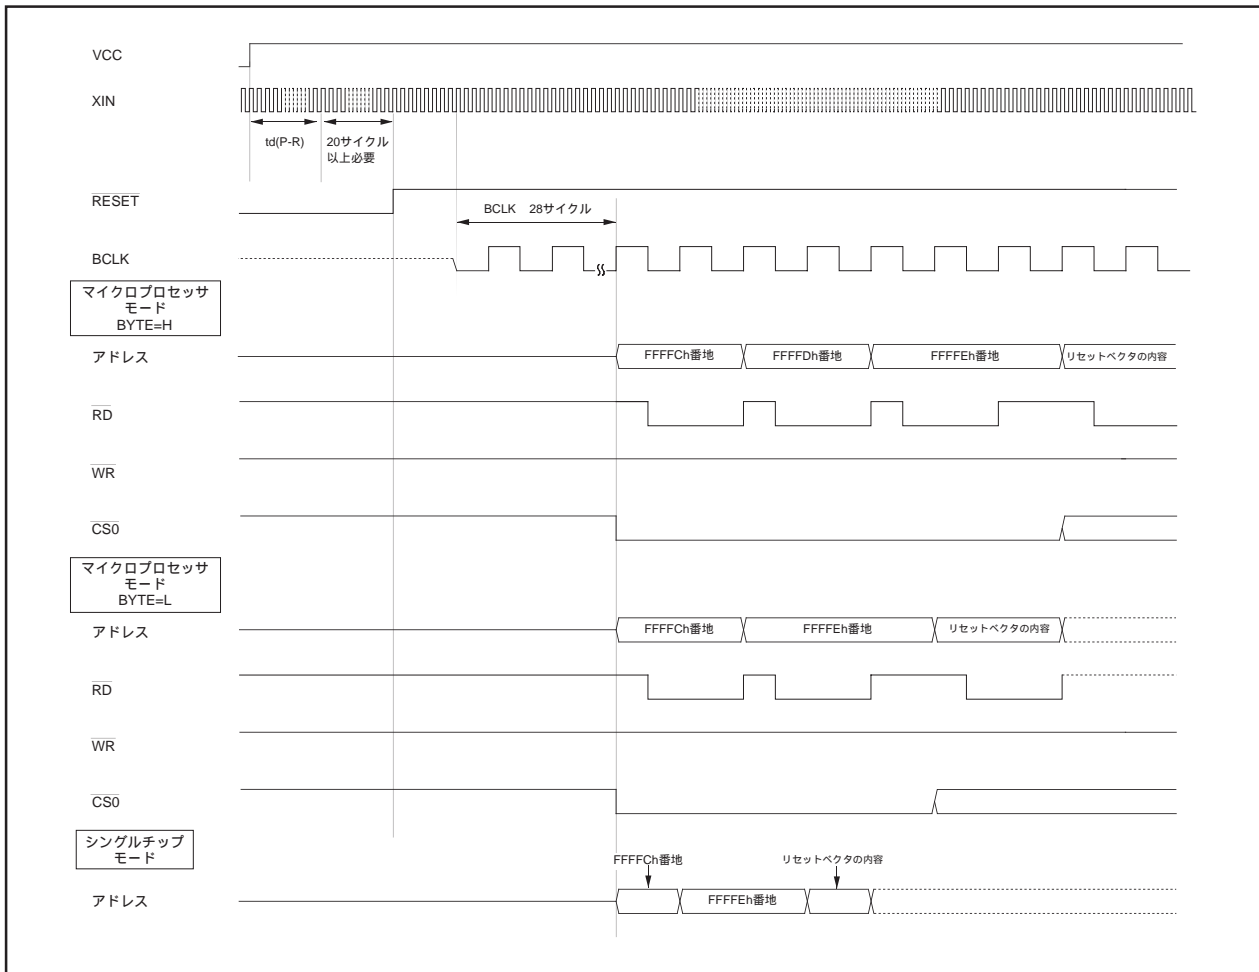 VCC
XIN
td(P-R)
20サイクル
以上必要
RESET
BCLK 28サイクル
BCLK
マイクロプロセッサ
モード
BYTE=H
アドレス
FFFFCh番地
FFFFDh番地
FFFFEh番地
リセットベクタの内容
RD
WR
CS0
マイクロプロセッサ
モード
BYTE=L
アドレス
FFFFCh番地
FFFFEh番地
リセットベクタの内容
RD
WR
CS0
シングルチップ
モード
FFFFCh番地
リセットベクタの内容
アドレス
FFFFEh番地